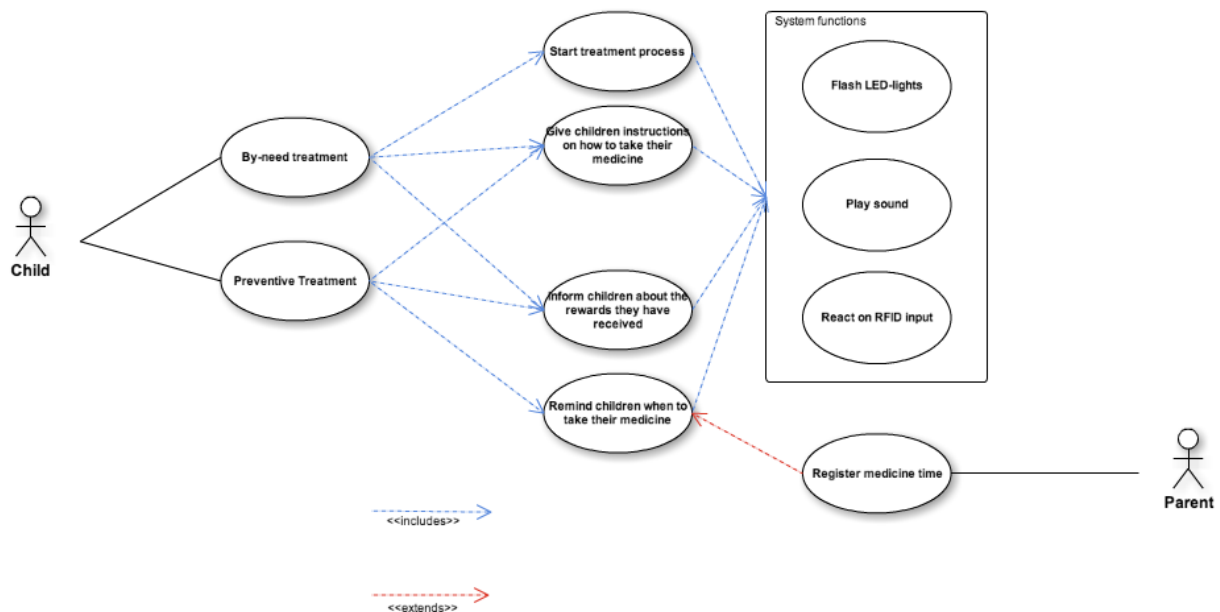 System functions
Start treatment process
Flash LED-lights
Give children instructions
on how to take their
medicine
By-need treatment
Play sound
Child
Preventive Treatment
Inform children about the
rewards they have
received
React on RFID input
Remind children when to
take their medicine
Register medicine time
Parent
<<includes>>
<<extends>>